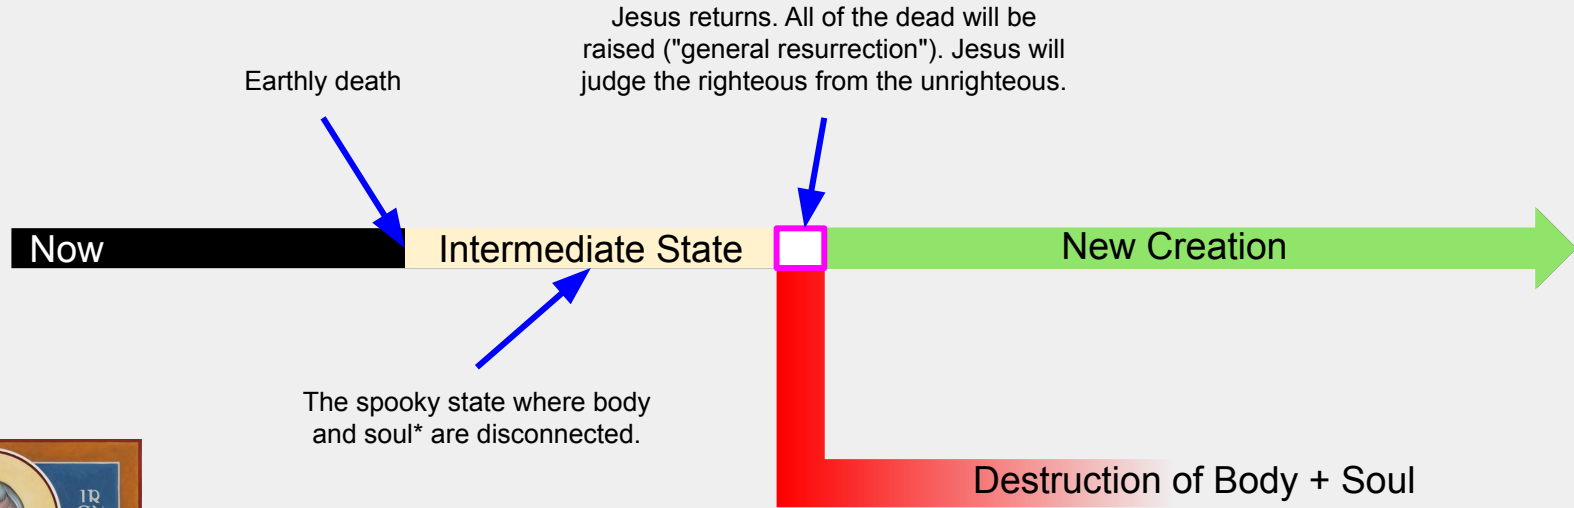 Jesus returns. All of the dead will be
raised ("general resurrection"). Jesus will
judge the righteous from the unrighteous.
Earthly death
Now
Intermediate State
New Creation
The spooky state where body
and soul* are disconnected.
Destruction of Body + Soul
IR